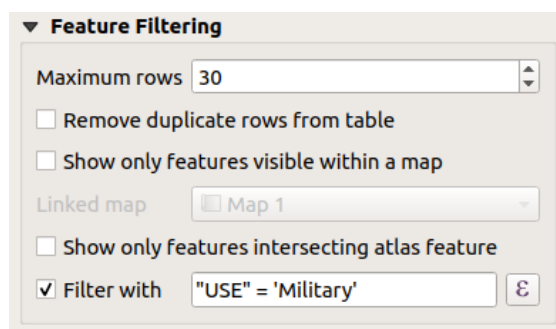 Feature Filtering
Maximum rows 30
Remove duplicate rows from table
Show only features visible within a map
Linked map Map 1
Show only features intersecting atlas feature
Filter with "USE" = 'Military' ε